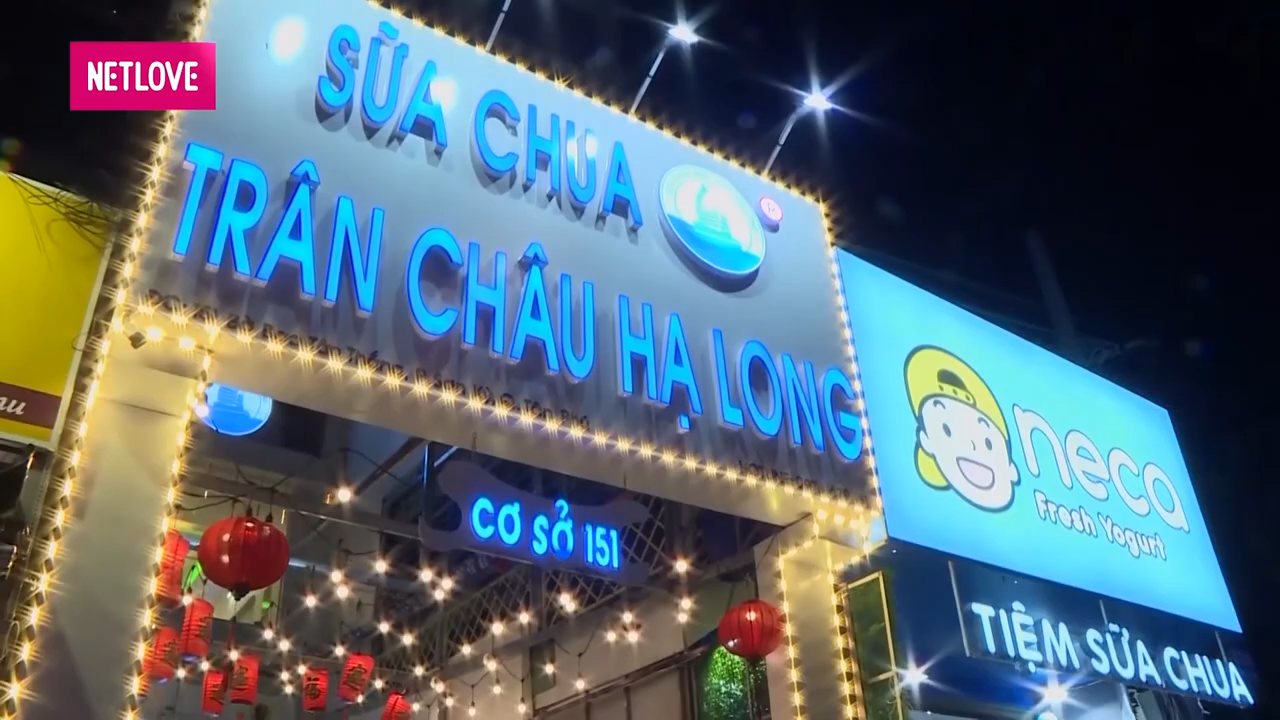 NETLOVE
SỮA CHUA
TRÂN CHÂU HẠ LONG
CƠ SỞ 151
neca
Fresh Yogurt
TIỆM SỮA CHUA